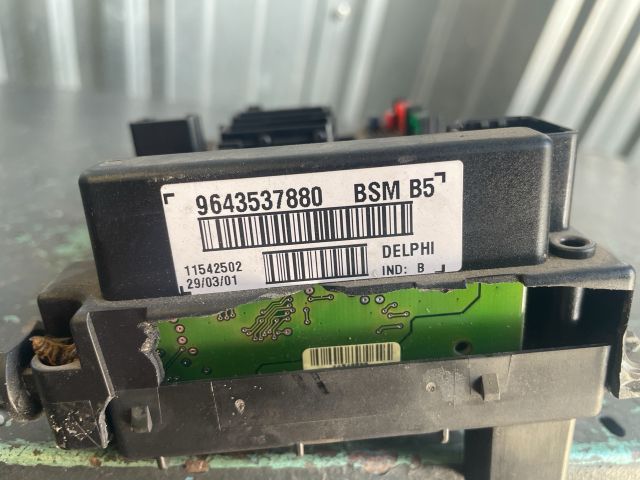 9643537880 BSM B5
11542502 DELPHI
29/03/01 IND: B